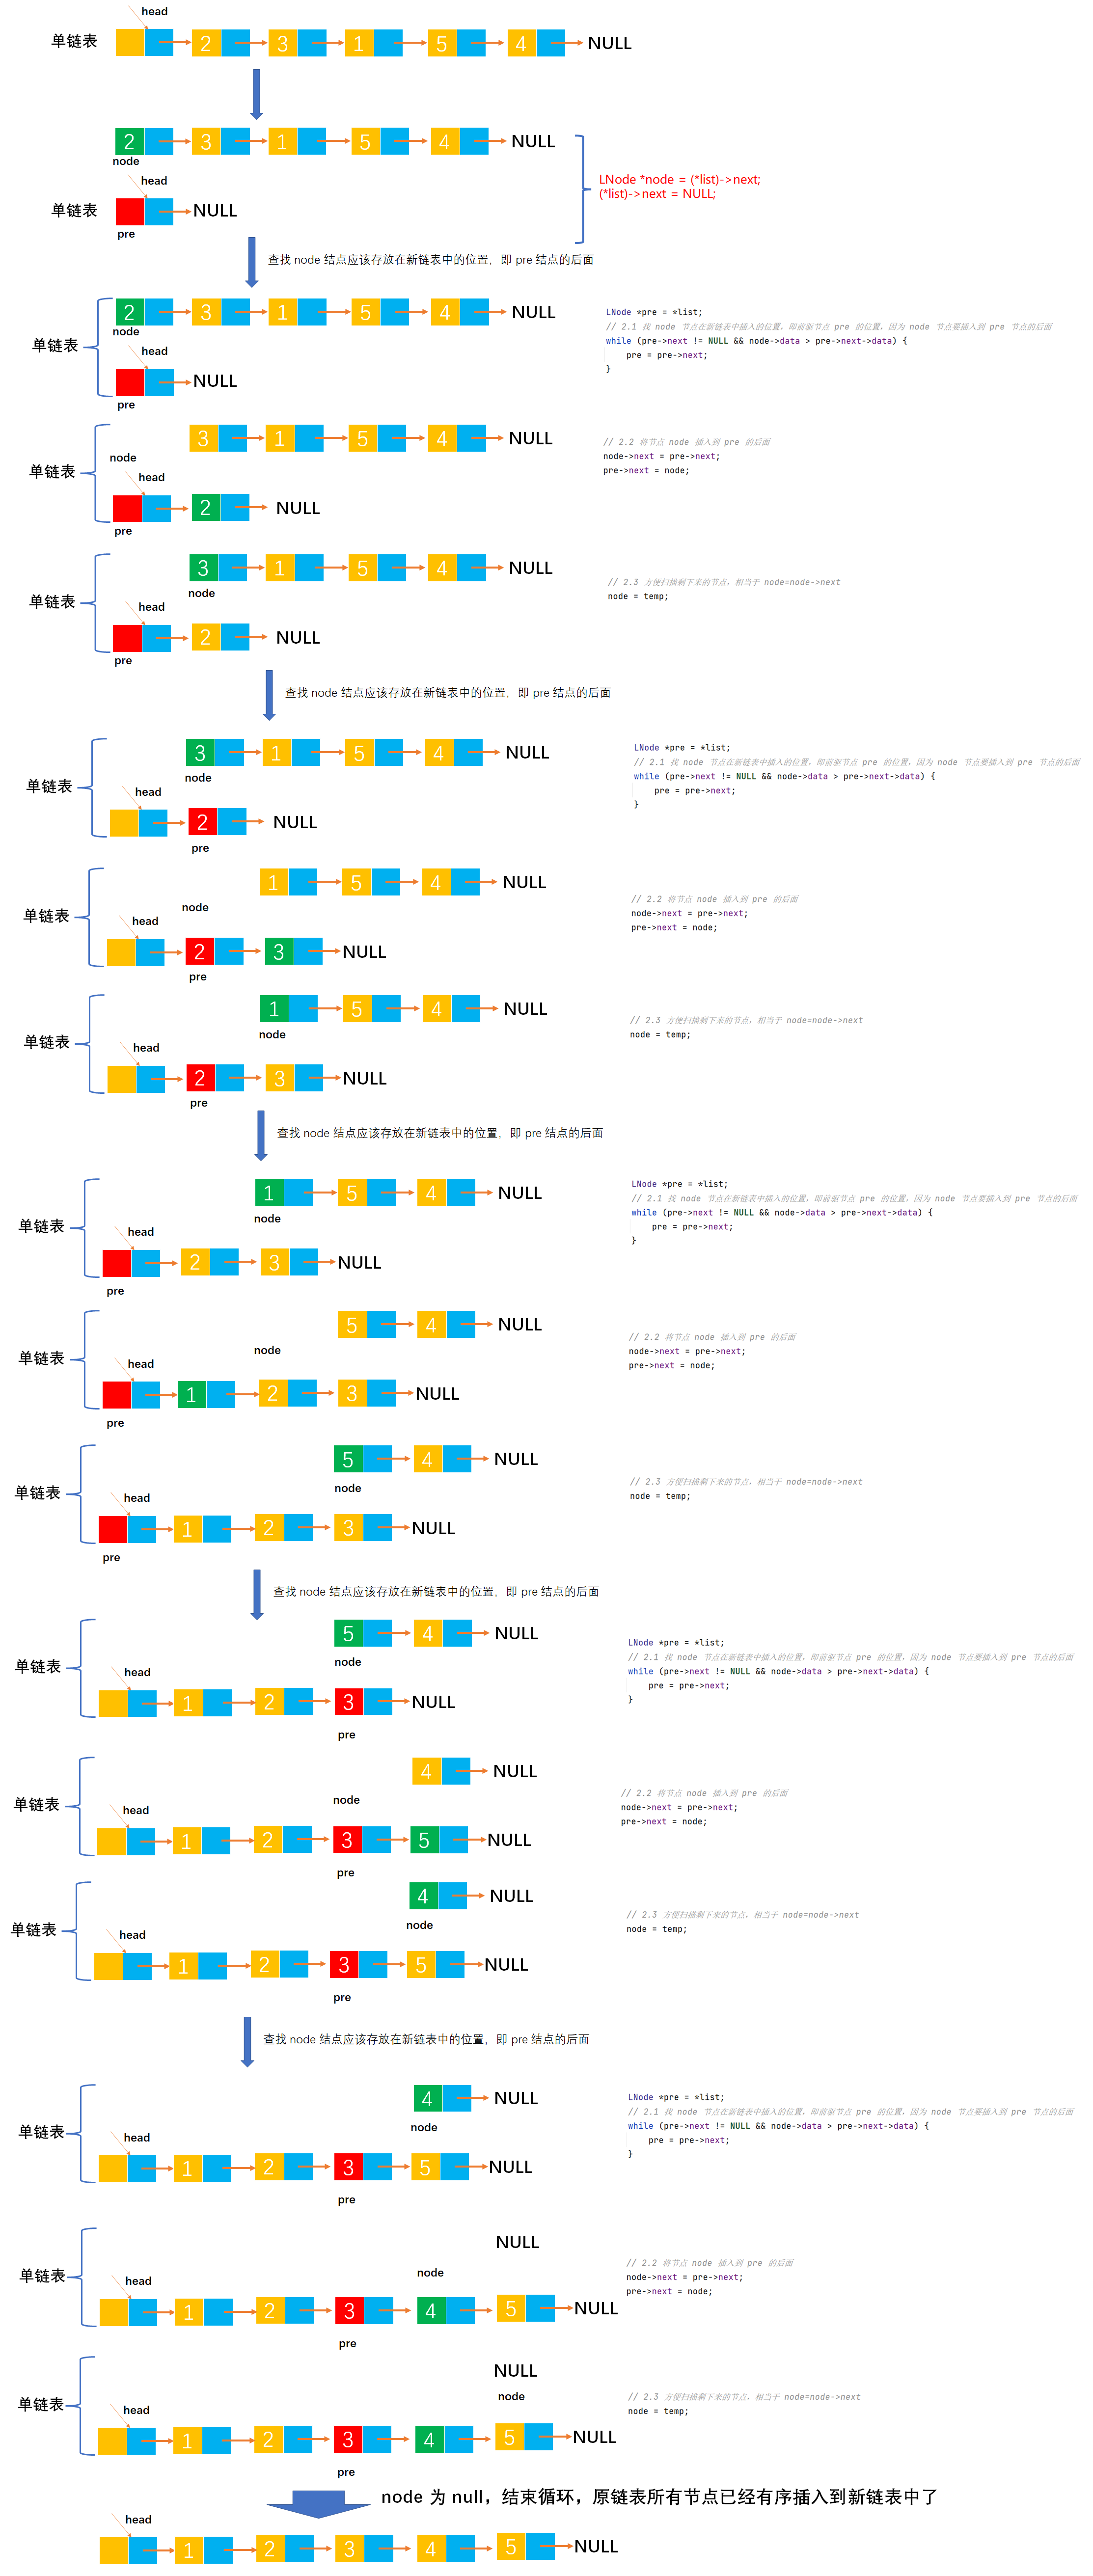 head
单链表 2 3 1 5 4 NULL
2 3 1 5 4 NULL
node
LNode *node = (*list)->next;
(*list)->next = NULL;
head
单链表 NULL
pre
查找 node 结点应该存放在新链表中的位置，即 pre 结点的后面
2 3 1 5 4 NULL
node
单链表
head
NULL
pre
LNode *pre = *list;
// 2.1 找 node 节点在新链表中插入的位置，即前驱节点 pre 的位置，因为 node 节点要插入到 pre 节点的后面
while (pre->next != NULL && node->data > pre->next->data) {
pre = pre->next;
}
3 1 5 4 NULL
node
单链表
head
2 NULL
pre
// 2.2 将节点 node 插入到 pre 的后面
node->next = pre->next;
pre->next = node;
3 1 5 4 NULL
node
单链表
head
2 NULL
pre
// 2.3 方便扫描剩下来的节点，相当于 node=node->next
node = temp;
查找 node 结点应该存放在新链表中的位置，即 pre 结点的后面
3 1 5 4 NULL
node
单链表
head
2 NULL
pre
LNode *pre = *list;
// 2.1 找 node 节点在新链表中插入的位置，即前驱节点 pre 的位置，因为 node 节点要插入到 pre 节点的后面
while (pre->next != NULL && node->data > pre->next->data) {
pre = pre->next;
}
1 5 4 NULL
node
单链表
head
2 3 NULL
pre
// 2.2 将节点 node 插入到 pre 的后面
node->next = pre->next;
pre->next = node;
1 5 4 NULL
node
单链表
head
2 3 NULL
pre
// 2.3 方便扫描剩下来的节点，相当于 node=node->next
node = temp;
查找 node 结点应该存放在新链表中的位置，即 pre 结点的后面
1 5 4 NULL
node
单链表
head
2 3 NULL
pre
LNode *pre = *list;
// 2.1 找 node 节点在新链表中插入的位置，即前驱节点 pre 的位置，因为 node 节点要插入到 pre 节点的后面
while (pre->next != NULL && node->data > pre->next->data) {
pre = pre->next;
}
5 4 NULL
node
单链表
head
1 2 3 NULL
pre
// 2.2 将节点 node 插入到 pre 的后面
node->next = pre->next;
pre->next = node;
5 4 NULL
node
单链表
head
1 2 3 NULL
pre
// 2.3 方便扫描剩下来的节点，相当于 node=node->next
node = temp;
查找 node 结点应该存放在新链表中的位置，即 pre 结点的后面
5 4 NULL
node
单链表
head
1 2 3 NULL
pre
LNode *pre = *list;
// 2.1 找 node 节点在新链表中插入的位置，即前驱节点 pre 的位置，因为 node 节点要插入到 pre 节点的后面
while (pre->next != NULL && node->data > pre->next->data) {
pre = pre->next;
}
4 NULL
node
单链表
head
1 2 3 5 NULL
pre
// 2.2 将节点 node 插入到 pre 的后面
node->next = pre->next;
pre->next = node;
4 NULL
node
单链表
head
1 2 3 5 NULL
pre
// 2.3 方便扫描剩下来的节点，相当于 node=node->next
node = temp;
查找 node 结点应该存放在新链表中的位置，即 pre 结点的后面
4 NULL
node
单链表
head
1 2 3 5 NULL
pre
LNode *pre = *list;
// 2.1 找 node 节点在新链表中插入的位置，即前驱节点 pre 的位置，因为 node 节点要插入到 pre 节点的后面
while (pre->next != NULL && node->data > pre->next->data) {
pre = pre->next;
}
NULL
node
单链表
head
1 2 3 4 5 NULL
pre
// 2.2 将节点 node 插入到 pre 的后面
node->next = pre->next;
pre->next = node;
NULL
node
单链表
head
1 2 3 4 5 NULL
pre
// 2.3 方便扫描剩下来的节点，相当于 node=node->next
node = temp;
node 为 null，结束循环，原链表所有节点已经有序插入到新链表中了
head
1 2 3 4 5 NULL